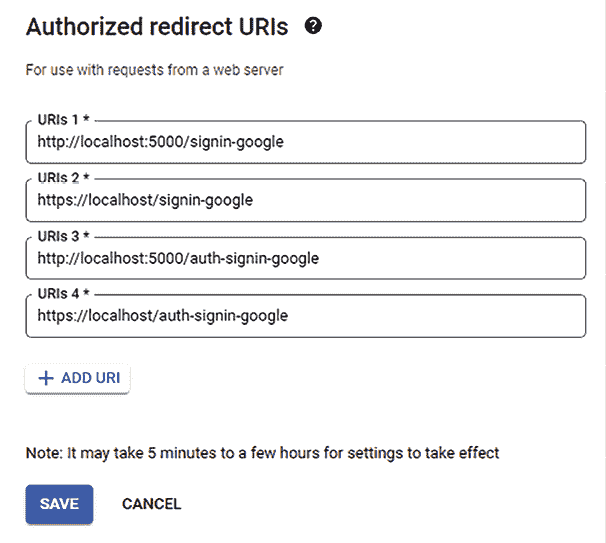 Authorized redirect URIs ?
For use with requests from a web server
URIs 1 *
http://localhost:5000/signin-google
URIs 2 *
https://localhost/signin-google
URIs 3 *
http://localhost:5000/auth-signin-google
URIs 4 *
https://localhost/auth-signin-google
+ ADD URI
Note: It may take 5 minutes to a few hours for settings to take effect
SAVE CANCEL